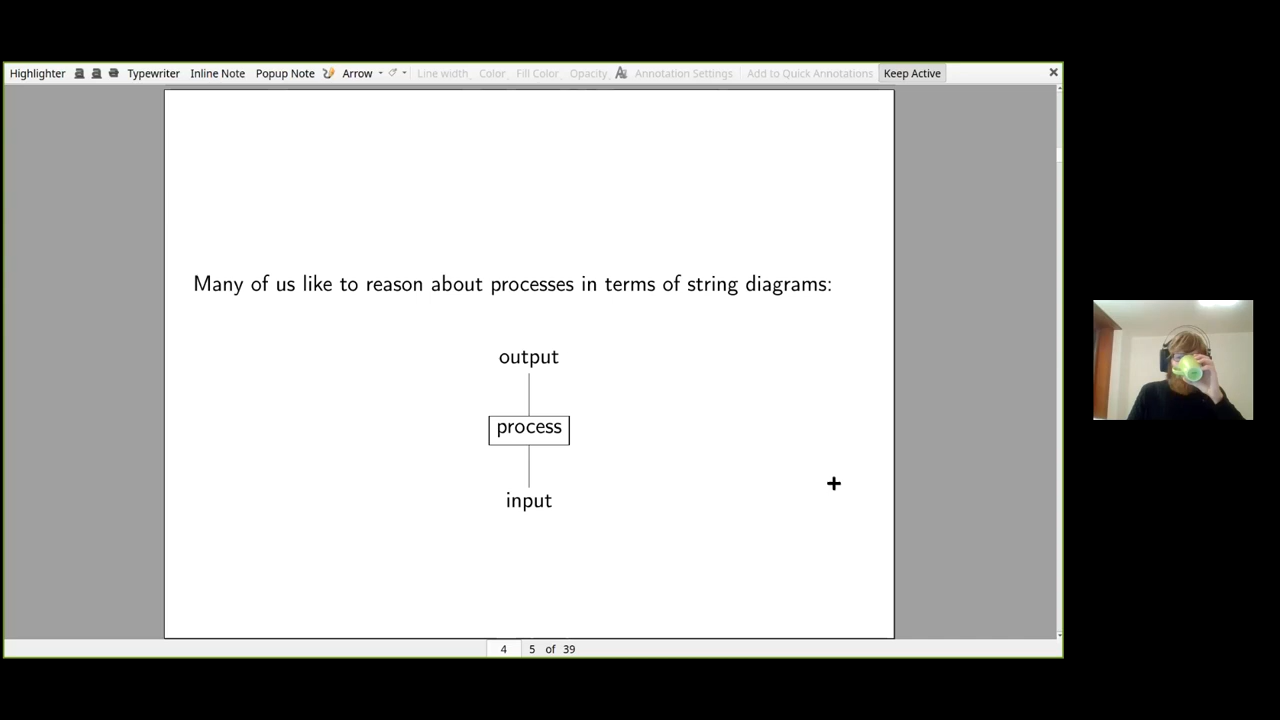 Highlighter Typewriter Inline Note Popup Note Arrow Line width Color Fill Color Opacity Annotation Settings Add to Quick Annotations Keep Active
Many of us like to reason about processes in terms of string diagrams:
output
process
input
4 5 of 39